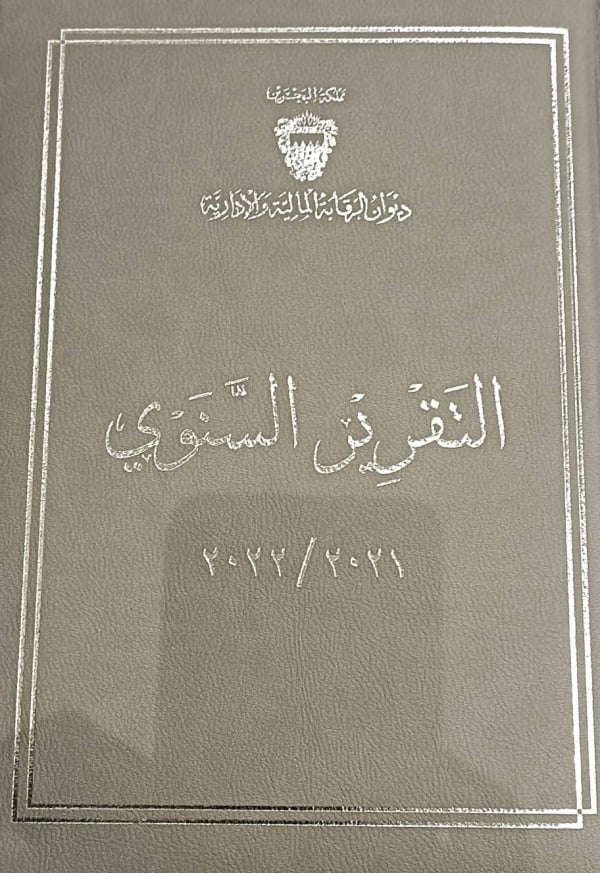 مملكة البحرين
ديوان الرقابة المالية والإدارية
التقرير السنوي
٢٠٢١/٢٠٢٢